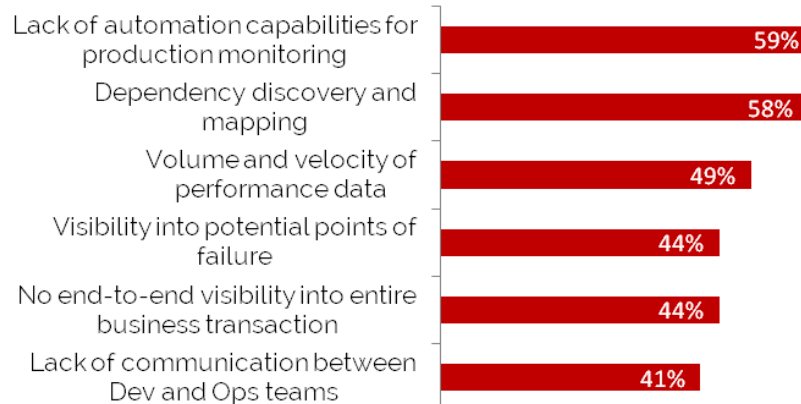 Lack of automation capabilities for
production monitoring
59%
Dependency discovery and
mapping
58%
Volume and velocity of
performance data
49%
Visibility into potential points of
failure
44%
No end-to-end visibility into entire
business transaction
44%
Lack of communication between
Dev and Ops teams
41%